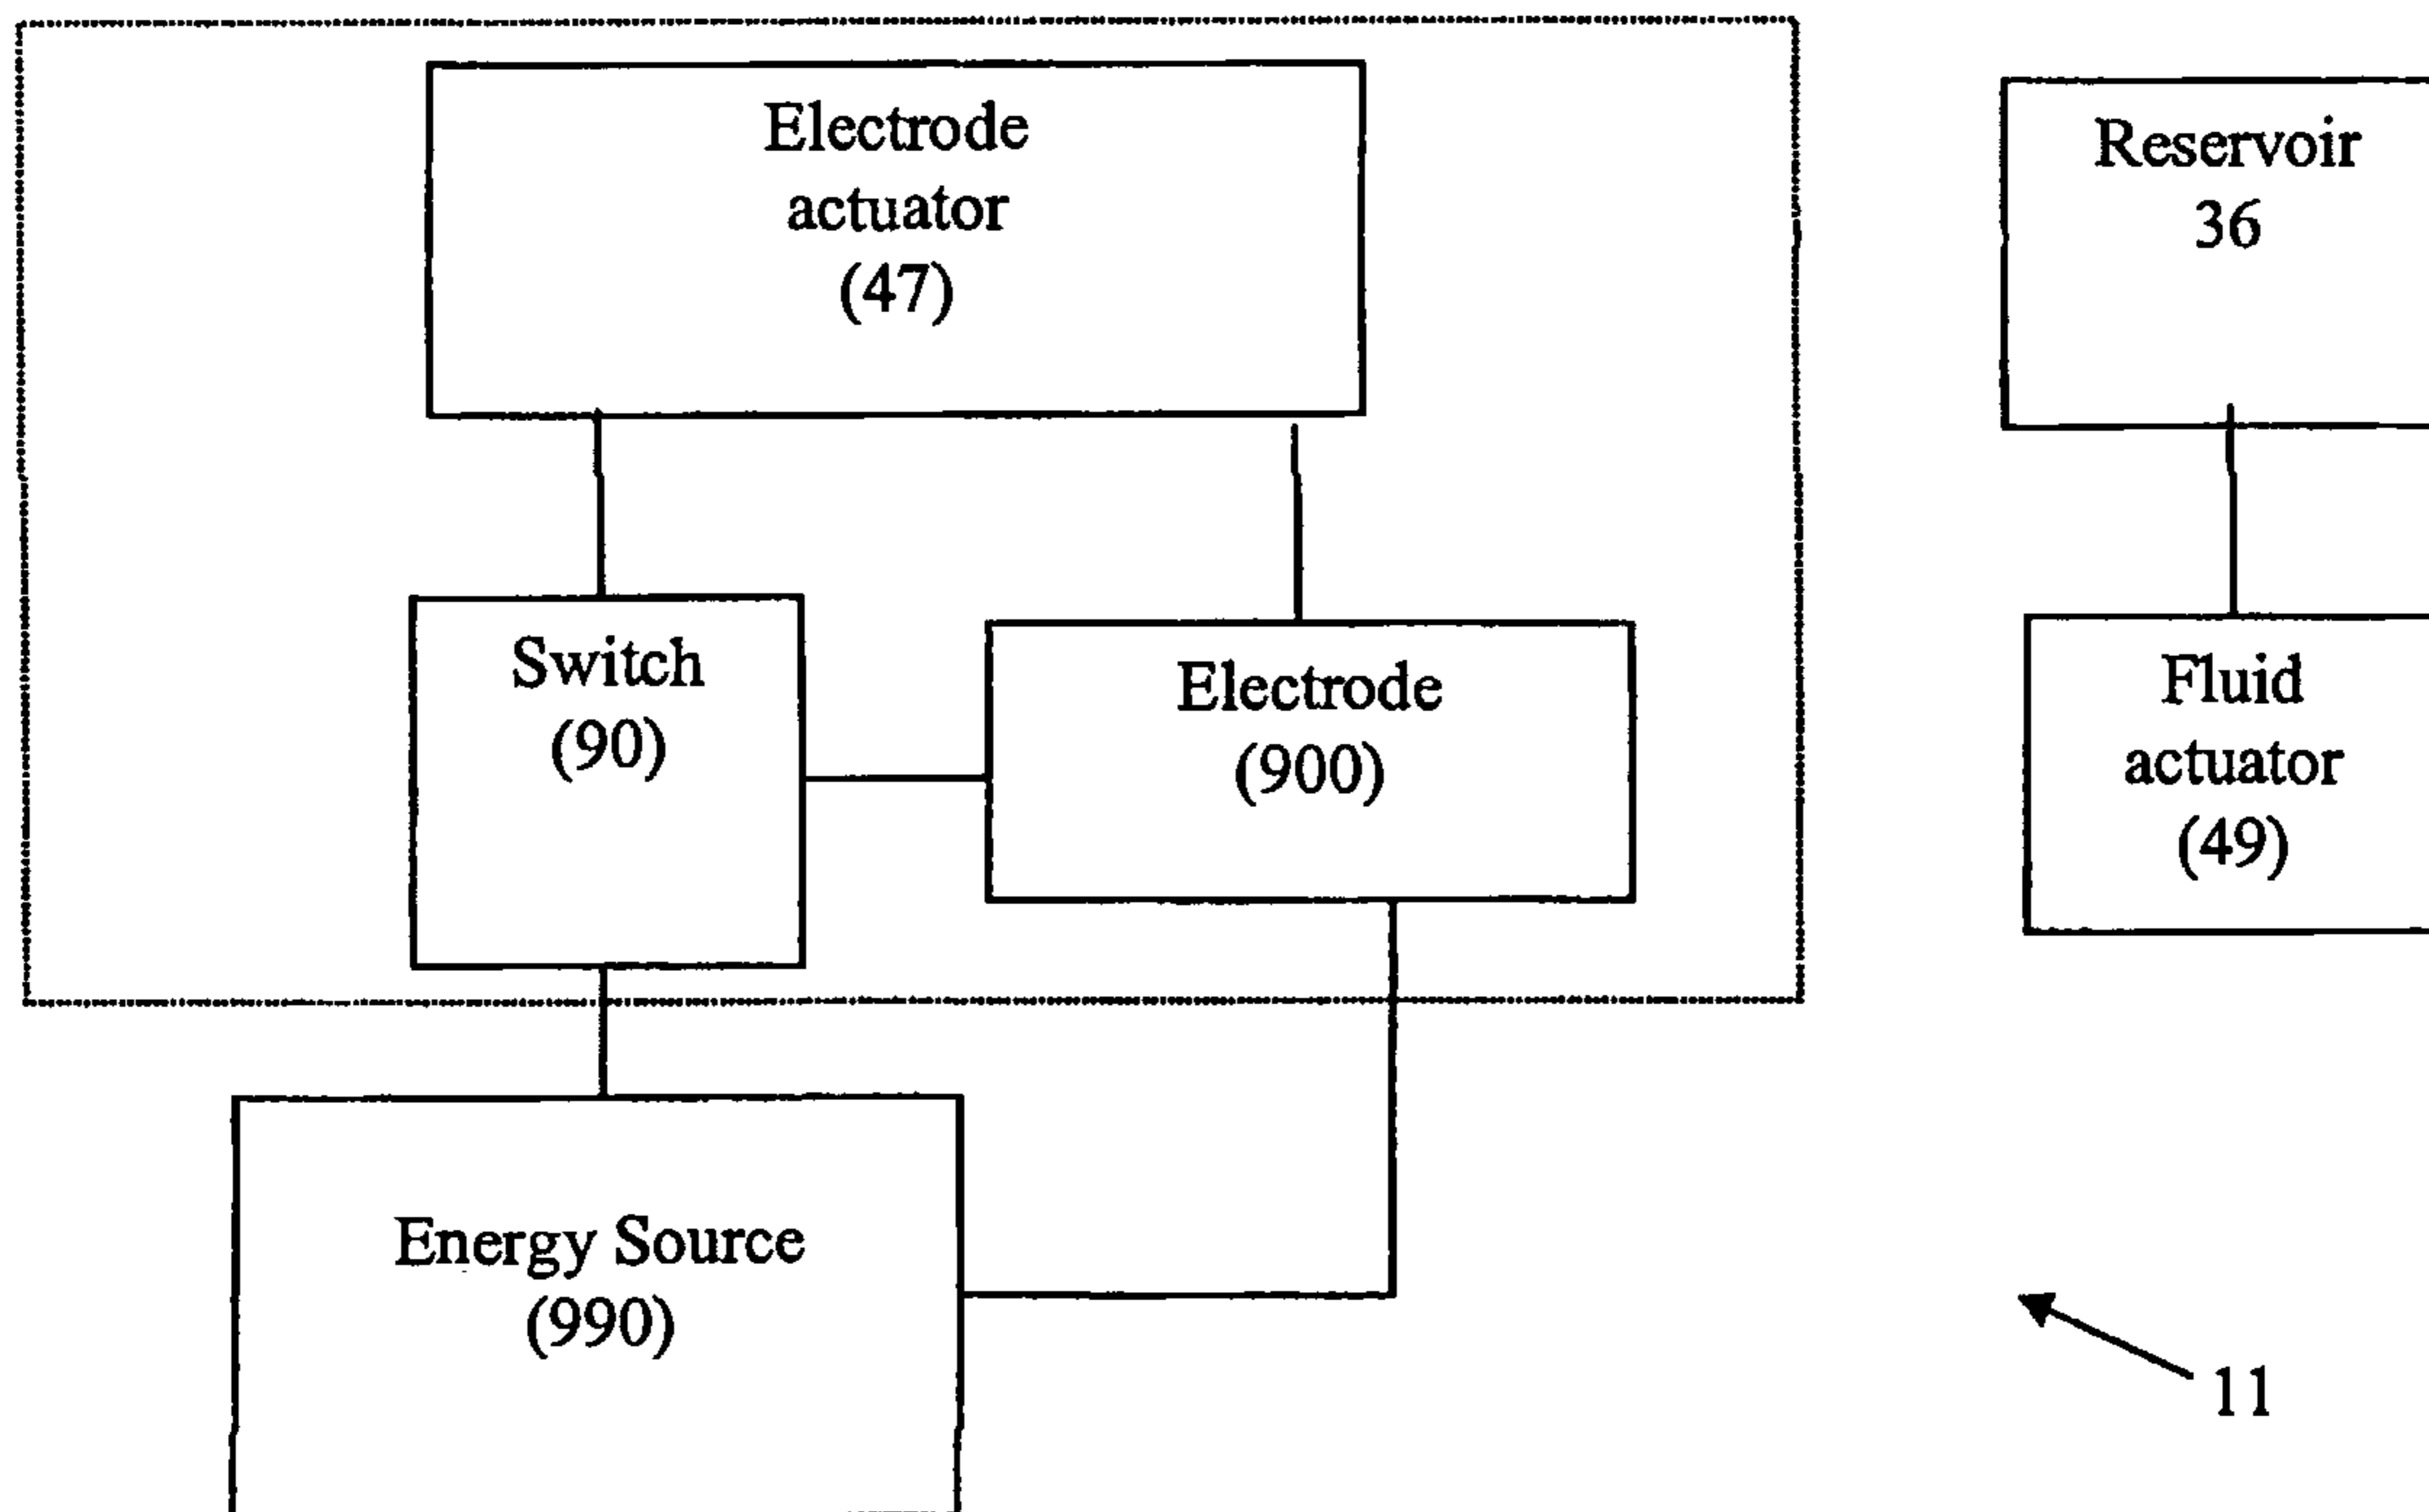 Electrode
actuator
(47)
Reservoir
36
Switch
(90)
Electrode
(900)
Fluid
actuator
(49)
Energy Source
(990)
11